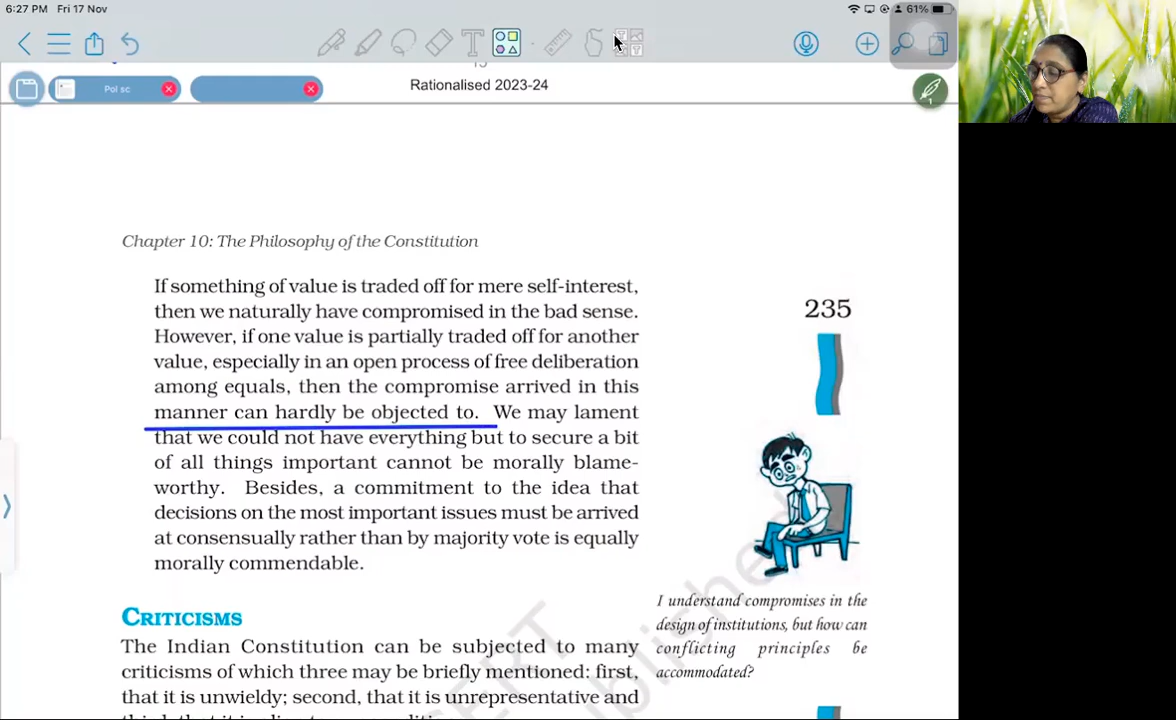 6:27 PM Fri 17 Nov
61%
Pol sc
Rationalised 2023-24
1
Chapter 10: The Philosophy of the Constitution
If something of value is traded off for mere self-interest,
then we naturally have compromised in the bad sense.
However, if one value is partially traded off for another
value, especially in an open process of free deliberation
among equals, then the compromise arrived in this
manner can hardly be objected to. We may lament
that we could not have everything but to secure a bit
of all things important cannot be morally blame-
worthy. Besides, a commitment to the idea that
decisions on the most important issues must be arrived
at consensually rather than by majority vote is equally
morally commendable.
235
I understand compromises in the
design of institutions, but how can
conflicting principles be
accommodated?
CRITICISMS
The Indian Constitution can be subjected to many
criticisms of which three may be briefly mentioned: first,
that it is unwieldy; second, that it is unrepresentative and